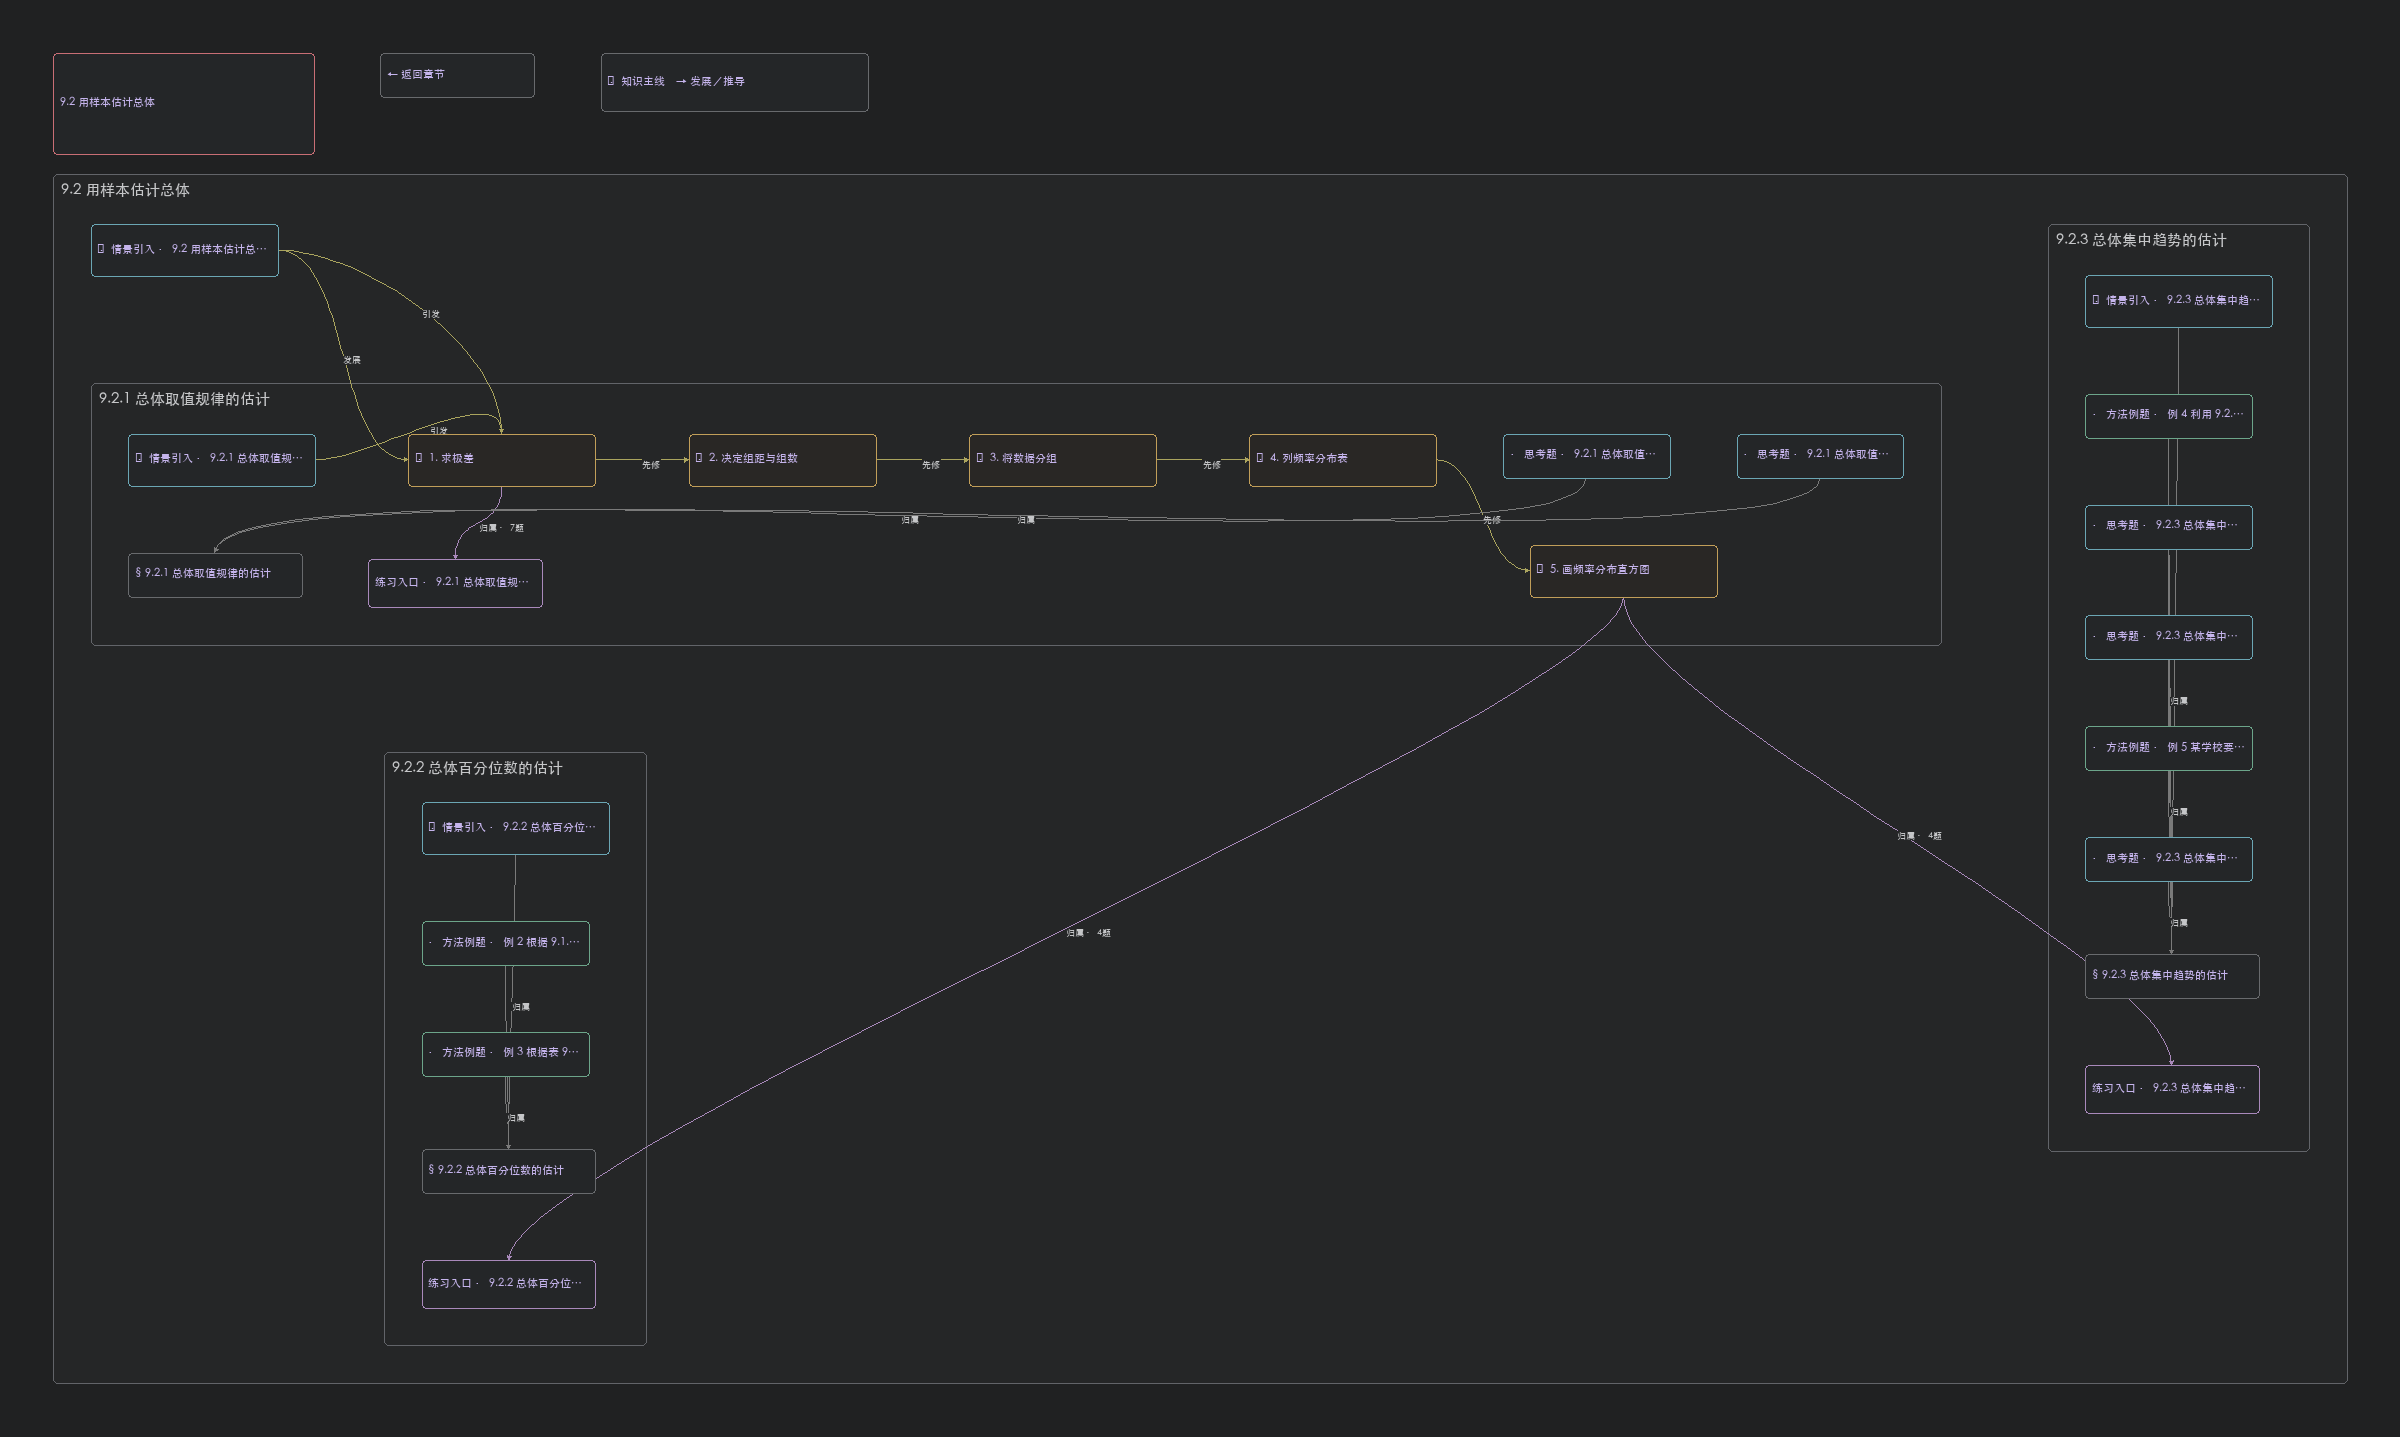 9.2 用样本估计总体
← 返回章节
知识主线 → 发展／推导
9.2 用样本估计总体
情景引入 · 9.2 用样本估计总…
引发
发展
9.2.1 总体取值规律的估计
情景引入 · 9.2.1 总体取值规…
引发
1. 求极差
先修
2. 决定组距与组数
先修
3. 将数据分组
先修
4. 列频率分布表
· 思考题 · 9.2.1 总体取值…
· 思考题 · 9.2.1 总体取值…
归属 · 7题
归属
归属
先修
§ 9.2.1 总体取值规律的估计
练习入口 · 9.2.1 总体取值规…
5. 画频率分布直方图
归属 · 4题
归属 · 4题
9.2.2 总体百分位数的估计
情景引入 · 9.2.2 总体百分位…
· 方法例题 · 例 2 根据 9.1.…
归属
· 方法例题 · 例 3 根据表 9…
归属
§ 9.2.2 总体百分位数的估计
练习入口 · 9.2.2 总体百分位…
9.2.3 总体集中趋势的估计
情景引入 · 9.2.3 总体集中趋…
· 方法例题 · 例 4 利用 9.2.…
· 思考题 · 9.2.3 总体集中…
· 思考题 · 9.2.3 总体集中…
归属
· 方法例题 · 例 5 某学校要…
归属
· 思考题 · 9.2.3 总体集中…
归属
§ 9.2.3 总体集中趋势的估计
练习入口 · 9.2.3 总体集中趋…